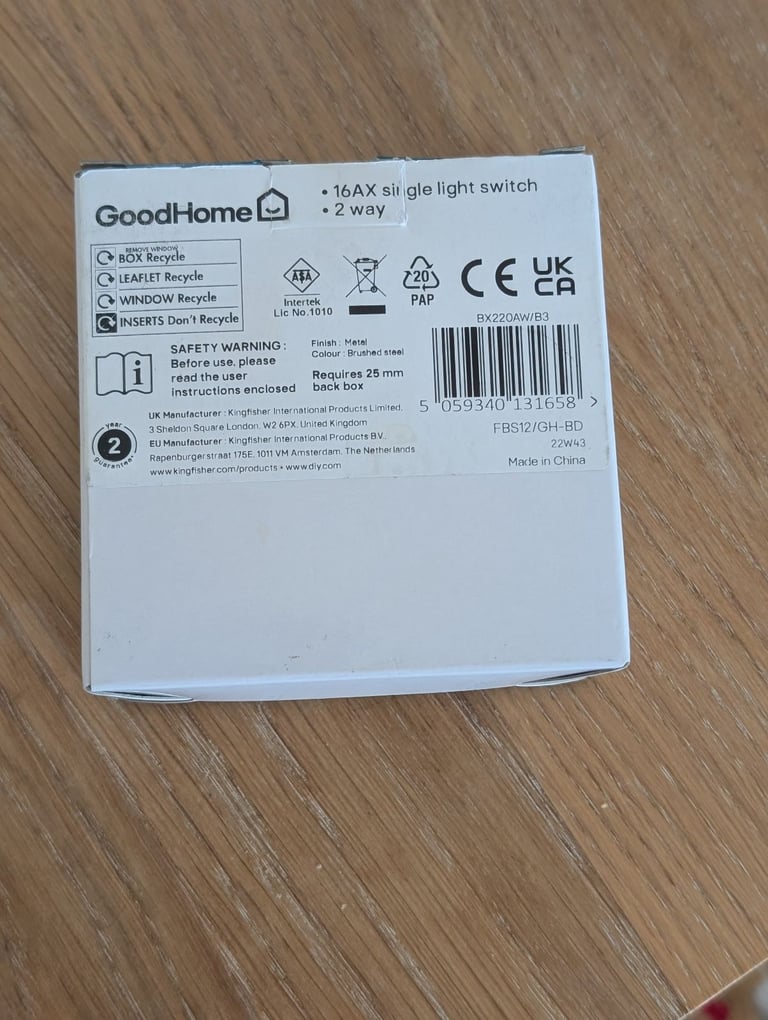 GoodHome
• 16AX single light switch
• 2 way
REMOVE WINDOW
BOX Recycle
LEAFLET Recycle
WINDOW Recycle
INSERTS Don't Recycle
ASA
Intertek
Lic No.1010
20
PAP
CE
UK
CA
BX220AW/B3
i
SAFETY WARNING :
Before use, please
read the user
instructions enclosed
Finish : Metal
Colour : Brushed steel
Requires 25 mm
back box
5 059340 131658 >
FBS12/GH-BD
22W43
Made in China
year
2
guarantee*
UK Manufacturer : Kingfisher International Products Limited,
3 Sheldon Square London, W2 6PX, United Kingdom
EU Manufacturer : Kingfisher International Products B.V.,
Rapenburgerstraat 175E, 1011 VM Amsterdam, The Netherlands
www.kingfisher.com/products • www.diy.com